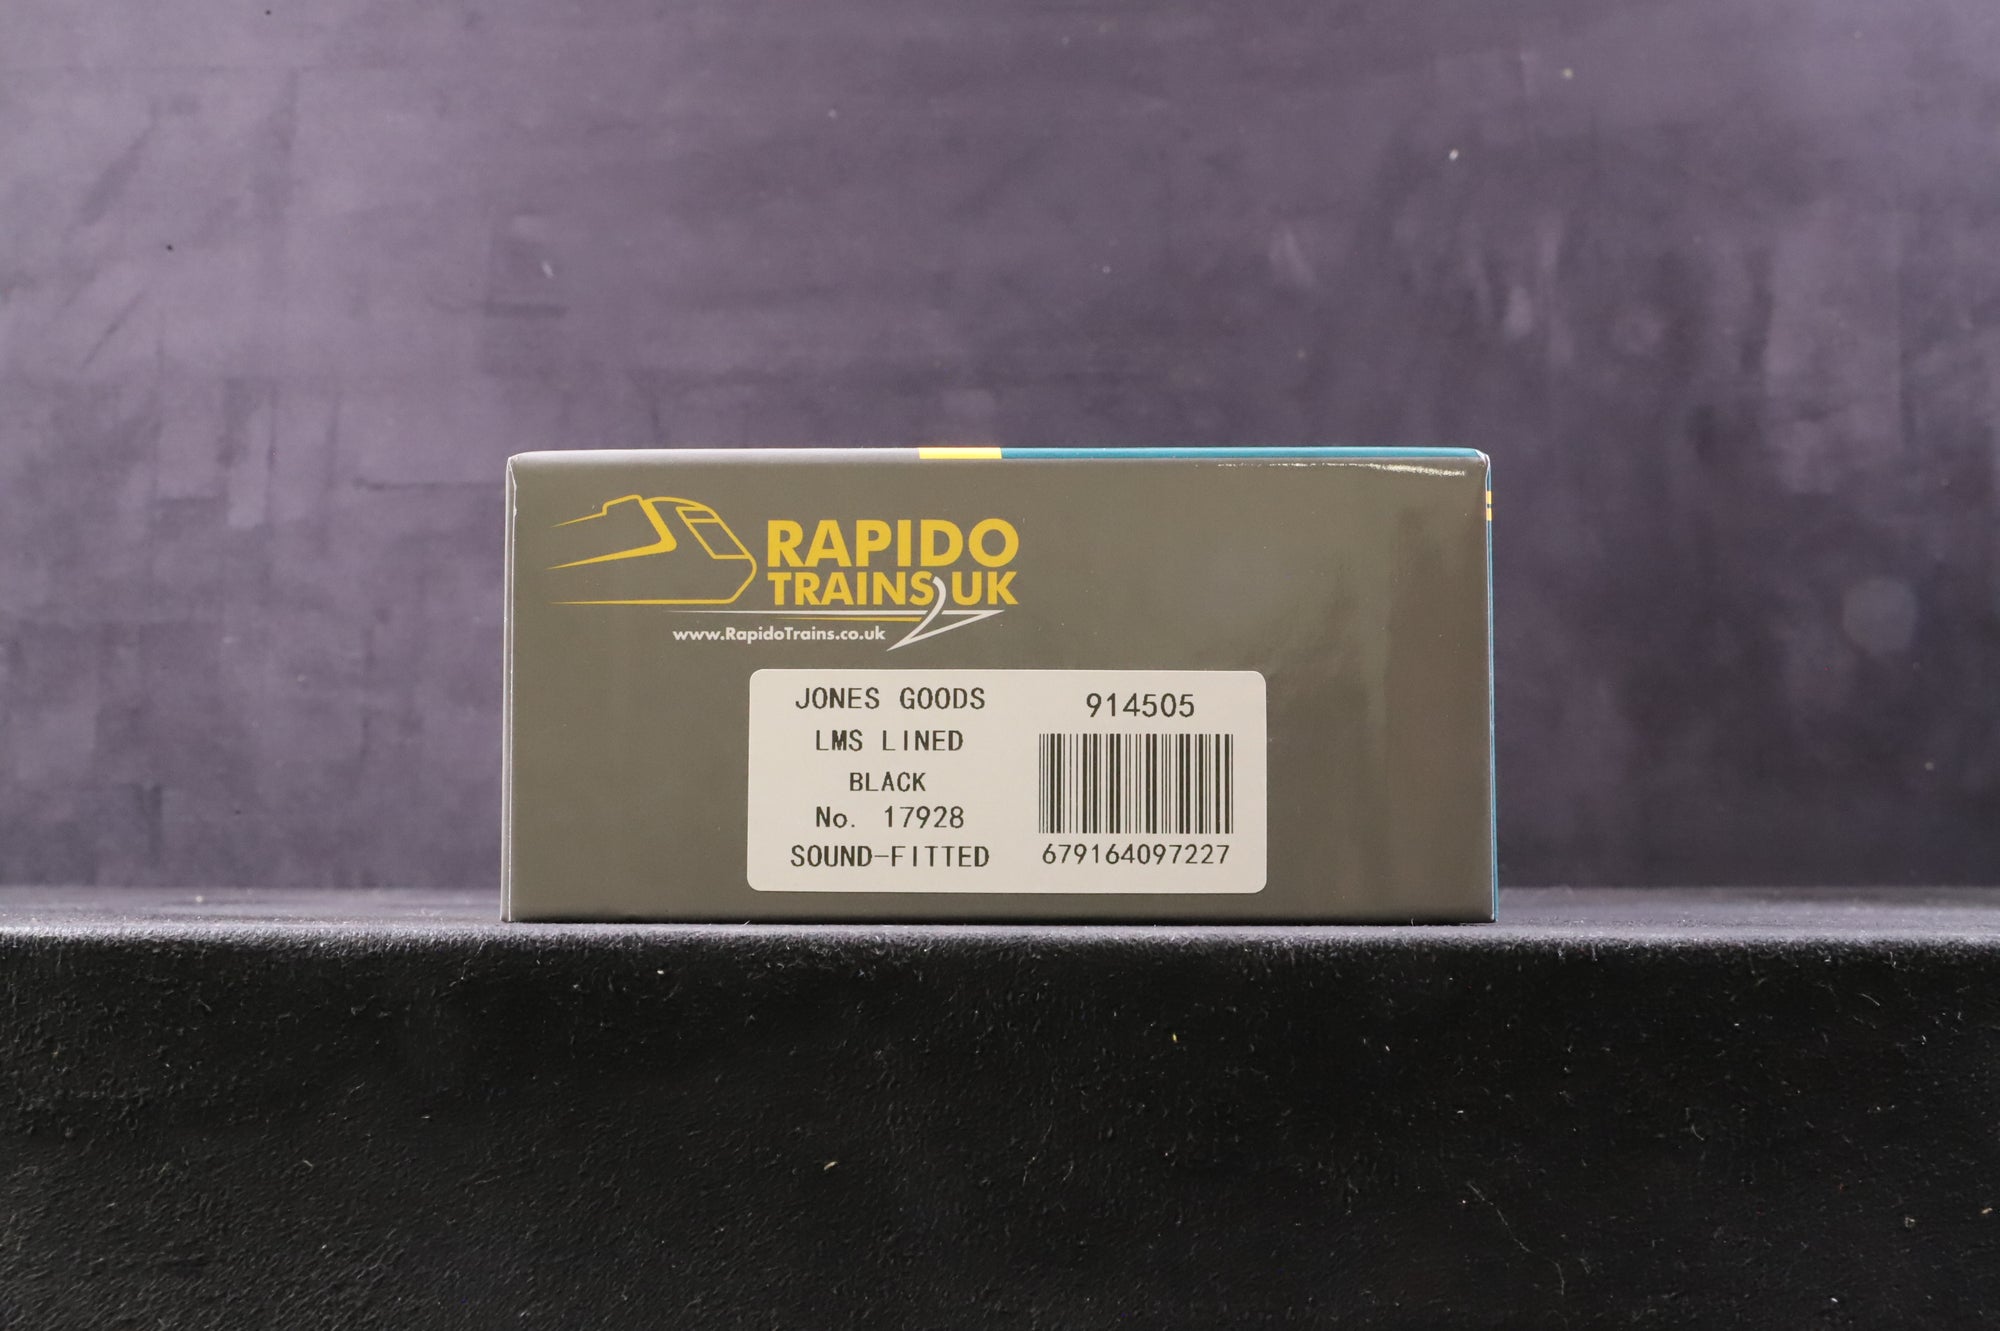 RAPIDO
TRAINS UK
www.RapidoTrains.co.uk
JONES GOODS
LMS LINED
BLACK
No. 17928
SOUND-FITTED
914505
679164097227